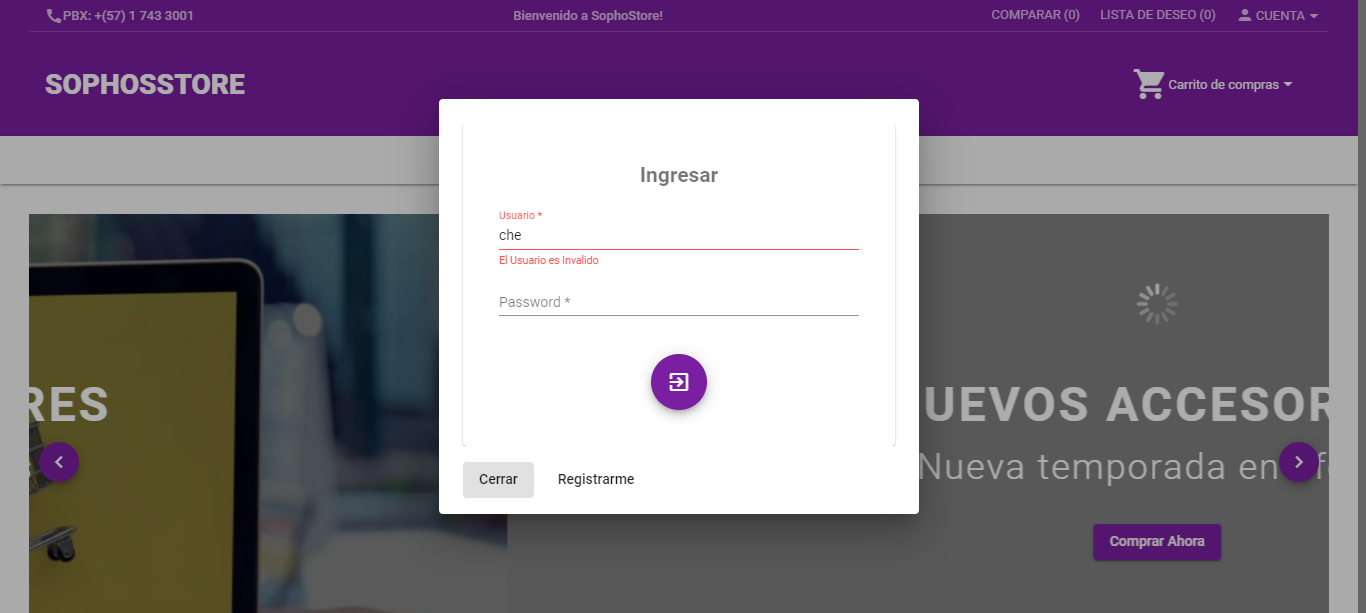 PBX: +(57) 1 743 3001
Bienvenido a SophoStore!
COMPARAR (0)
LISTA DE DESEO (0)
CUENTA
SOPHOSSTORE
Carrito de compras
Ingresar
Usuario *
che
El Usuario es Invalido
Password *
Cerrar
Registrarme
RES
UEVOS ACCESOR
Nueva temporada en
Comprar Ahora